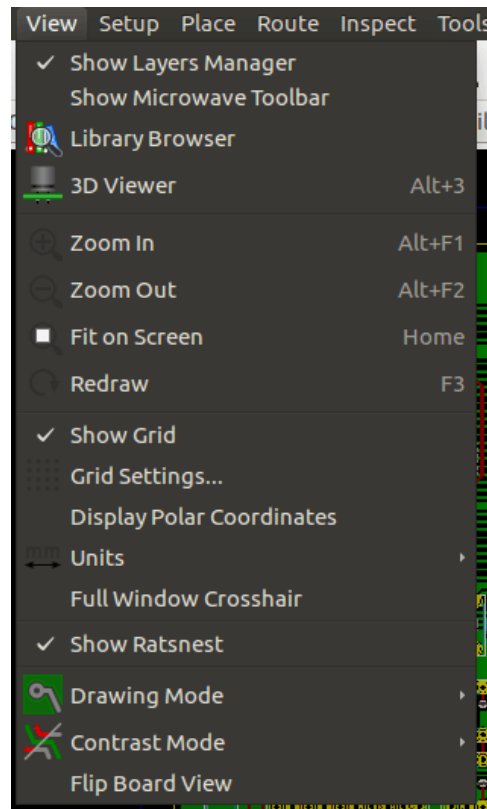 View Setup Place Route Inspect Tools
Show Layers Manager
Show Microwave Toolbar
Library Browser
3D Viewer Alt+3
Zoom In Alt+F1
Zoom Out Alt+F2
Fit on Screen Home
Redraw F3
Show Grid
Grid Settings...
Display Polar Coordinates
mm
Units
Full Window Crosshair
Show Ratsnest
Drawing Mode
Contrast Mode
Flip Board View